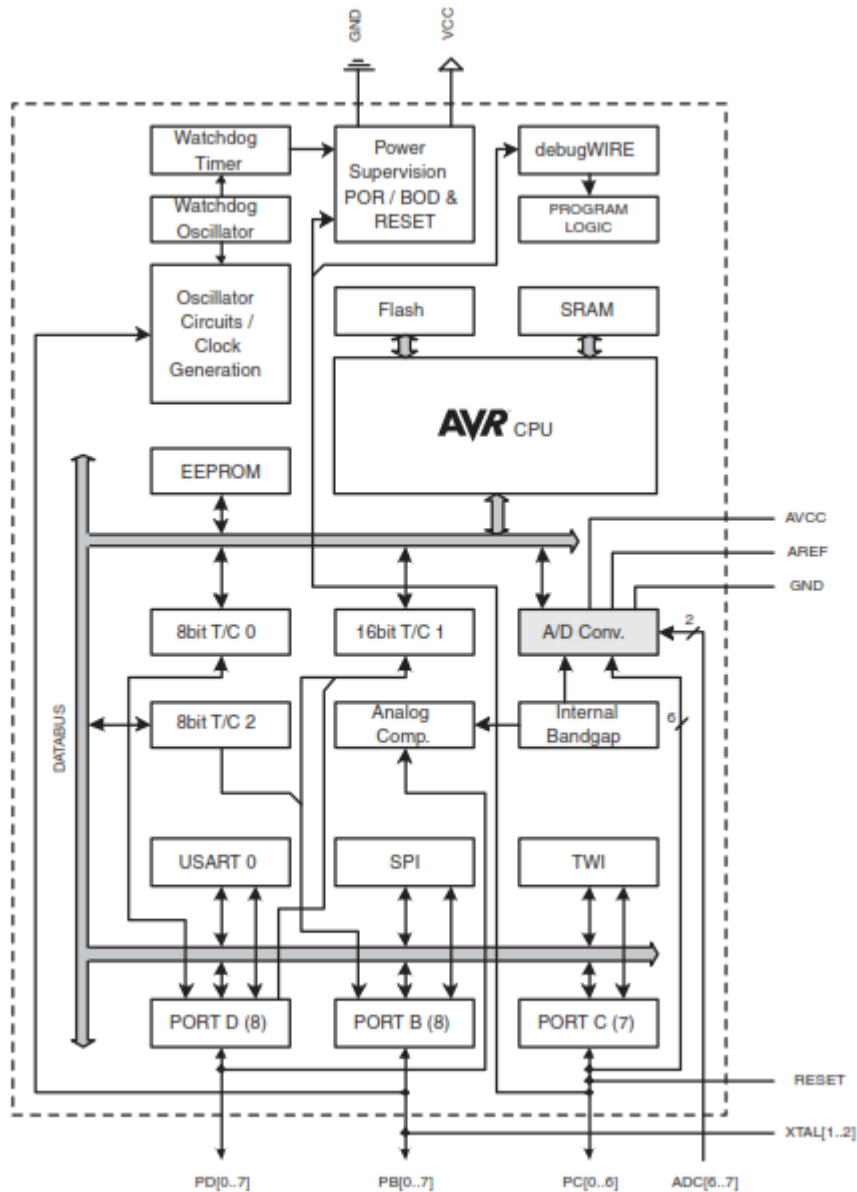 GND
VCC
Watchdog
Timer
Power
Supervision
POR / BOD &
RESET
debugWIRE
Watchdog
Oscillator
PROGRAM
LOGIC
Oscillator
Circuits /
Clock
Generation
Flash
SRAM
AVR CPU
EEPROM
AVCC
AREF
GND
8bit T/C 0
16bit T/C 1
A/D Conv.
2
8bit T/C 2
Analog
Comp.
Internal
Bandgap
6
DATABUS
USART 0
SPI
TWI
PORT D (8)
PORT B (8)
PORT C (7)
RESET
XTAL[1..2]
PD[0..7]
PB[0..7]
PC[0..6]
ADC[6..7]